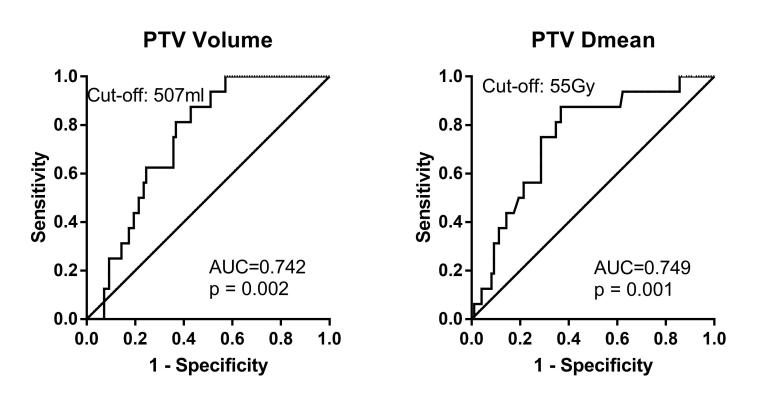 PTV Volume
1.0
0.8
0.6
0.4
0.2
0.0
Sensitivity
Cut-off: 507ml
AUC=0.742
p = 0.002
0.0 0.2 0.4 0.6 0.8 1.0
1 - Specificity
PTV Dmean
1.0
0.8
0.6
0.4
0.2
0.0
Sensitivity
Cut-off: 55Gy
AUC=0.749
p = 0.001
0.0 0.2 0.4 0.6 0.8 1.0
1 - Specificity